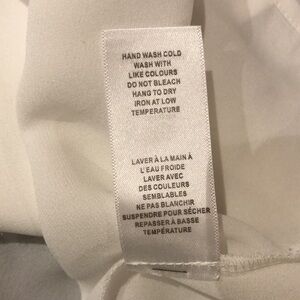 HAND WASH COLD
WASH WITH
LIKE COLOURS
DO NOT BLEACH
HANG TO DRY
IRON AT LOW
TEMPERATURE
LAVER À LA MAIN À
L'EAU FROIDE
LAVER AVEC
DES COULEURS
SEMBLABLES
NE PAS BLANCHIR
SUSPENDRE POUR SÉCHER
REPASSER À BASSE
TEMPÉRATURE